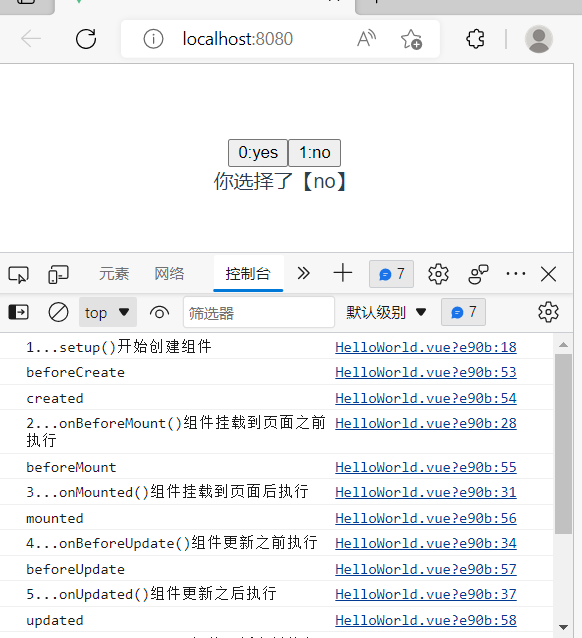 localhost:8080
0:yes 1:no
你选择了【no】
元素 网络 控制台 7
top 筛选器 默认级别 7
1...setup()开始创建组件 HelloWorld.vue?e90b:18
beforeCreate HelloWorld.vue?e90b:53
created HelloWorld.vue?e90b:54
2...onBeforeMount()组件挂载到页面之前 HelloWorld.vue?e90b:28
执行
beforeMount HelloWorld.vue?e90b:55
3...onMounted()组件挂载到页面后执行 HelloWorld.vue?e90b:31
mounted HelloWorld.vue?e90b:56
4...onBeforeUpdate()组件更新之前执行 HelloWorld.vue?e90b:34
beforeUpdate HelloWorld.vue?e90b:57
5...onUpdated()组件更新之后执行 HelloWorld.vue?e90b:37
updated HelloWorld.vue?e90b:58